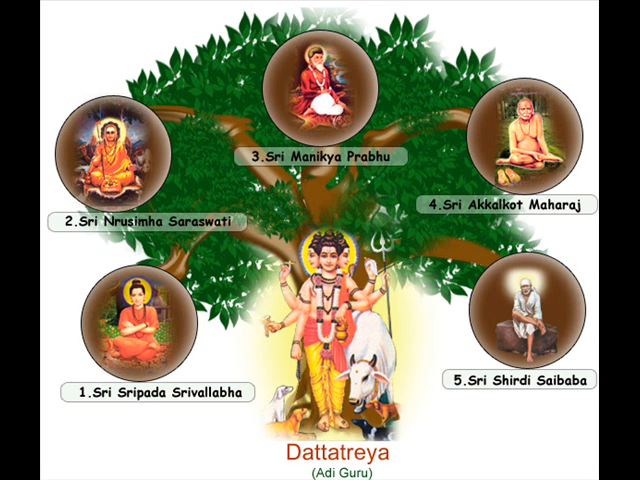 3.Sri Manikya Prabhu
4.Sri Akkalkot Maharaj
2.Sri Nrusimha Saraswati
5.Sri Shirdi Saibaba
1.Sri Sripada Srivallabha
Dattatreya
(Adi Guru)